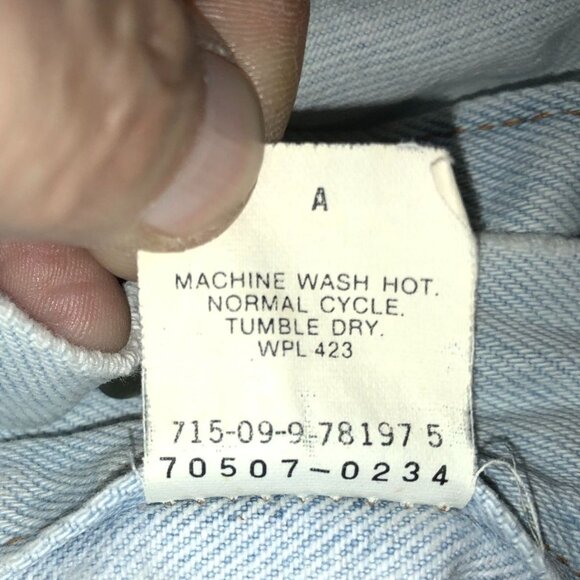 A
MACHINE WASH HOT.
NORMAL CYCLE.
TUMBLE DRY.
WPL 423
715-09-9-78197 5
70507-0234